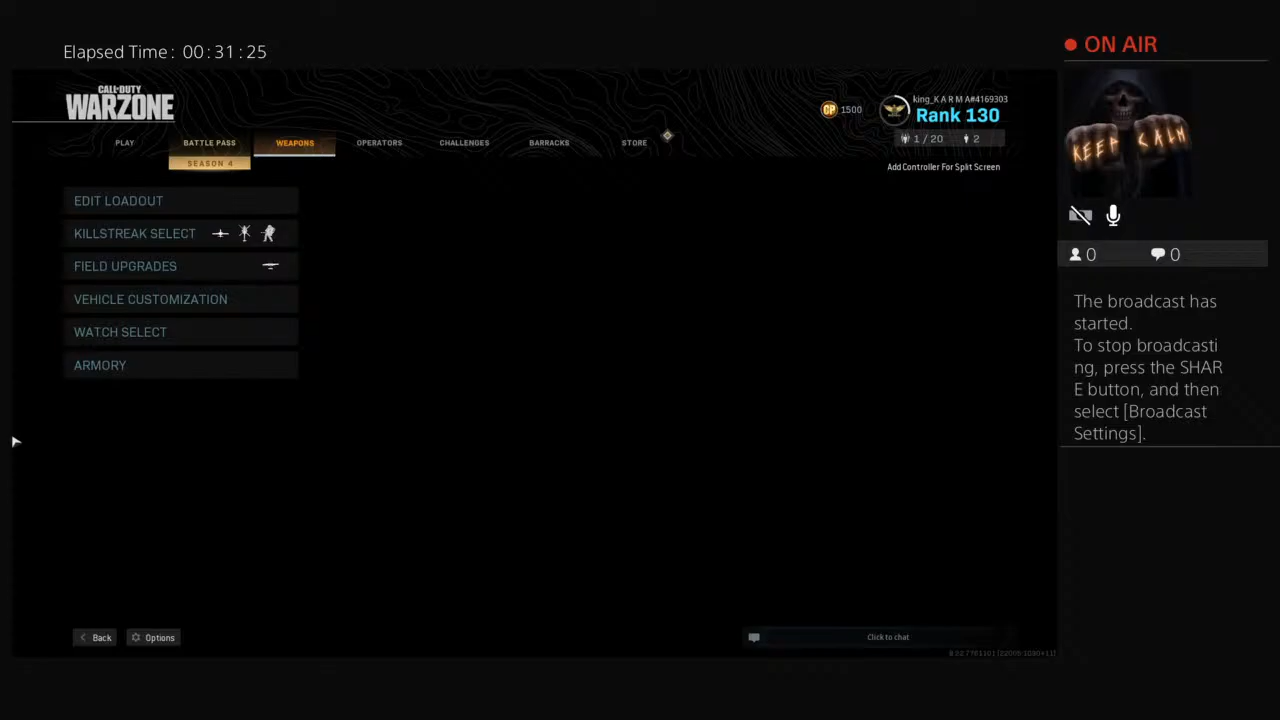 Elapsed Time: 00:31:25
ON AIR
CALL·DUTY
WARZONE
CP 1500
king_K A R M A#4169303
Rank 130
1 / 20 2
PLAY
BATTLE PASS
SEASON 4
WEAPONS
OPERATORS
CHALLENGES
BARRACKS
STORE
Add Controller For Split Screen
KEEP CALM
EDIT LOADOUT
KILLSTREAK SELECT
FIELD UPGRADES
VEHICLE CUSTOMIZATION
WATCH SELECT
ARMORY
0 0
The broadcast has
started.
To stop broadcasti
ng, press the SHAR
E button, and then
select [Broadcast
Settings].
Back
Options
Click to chat